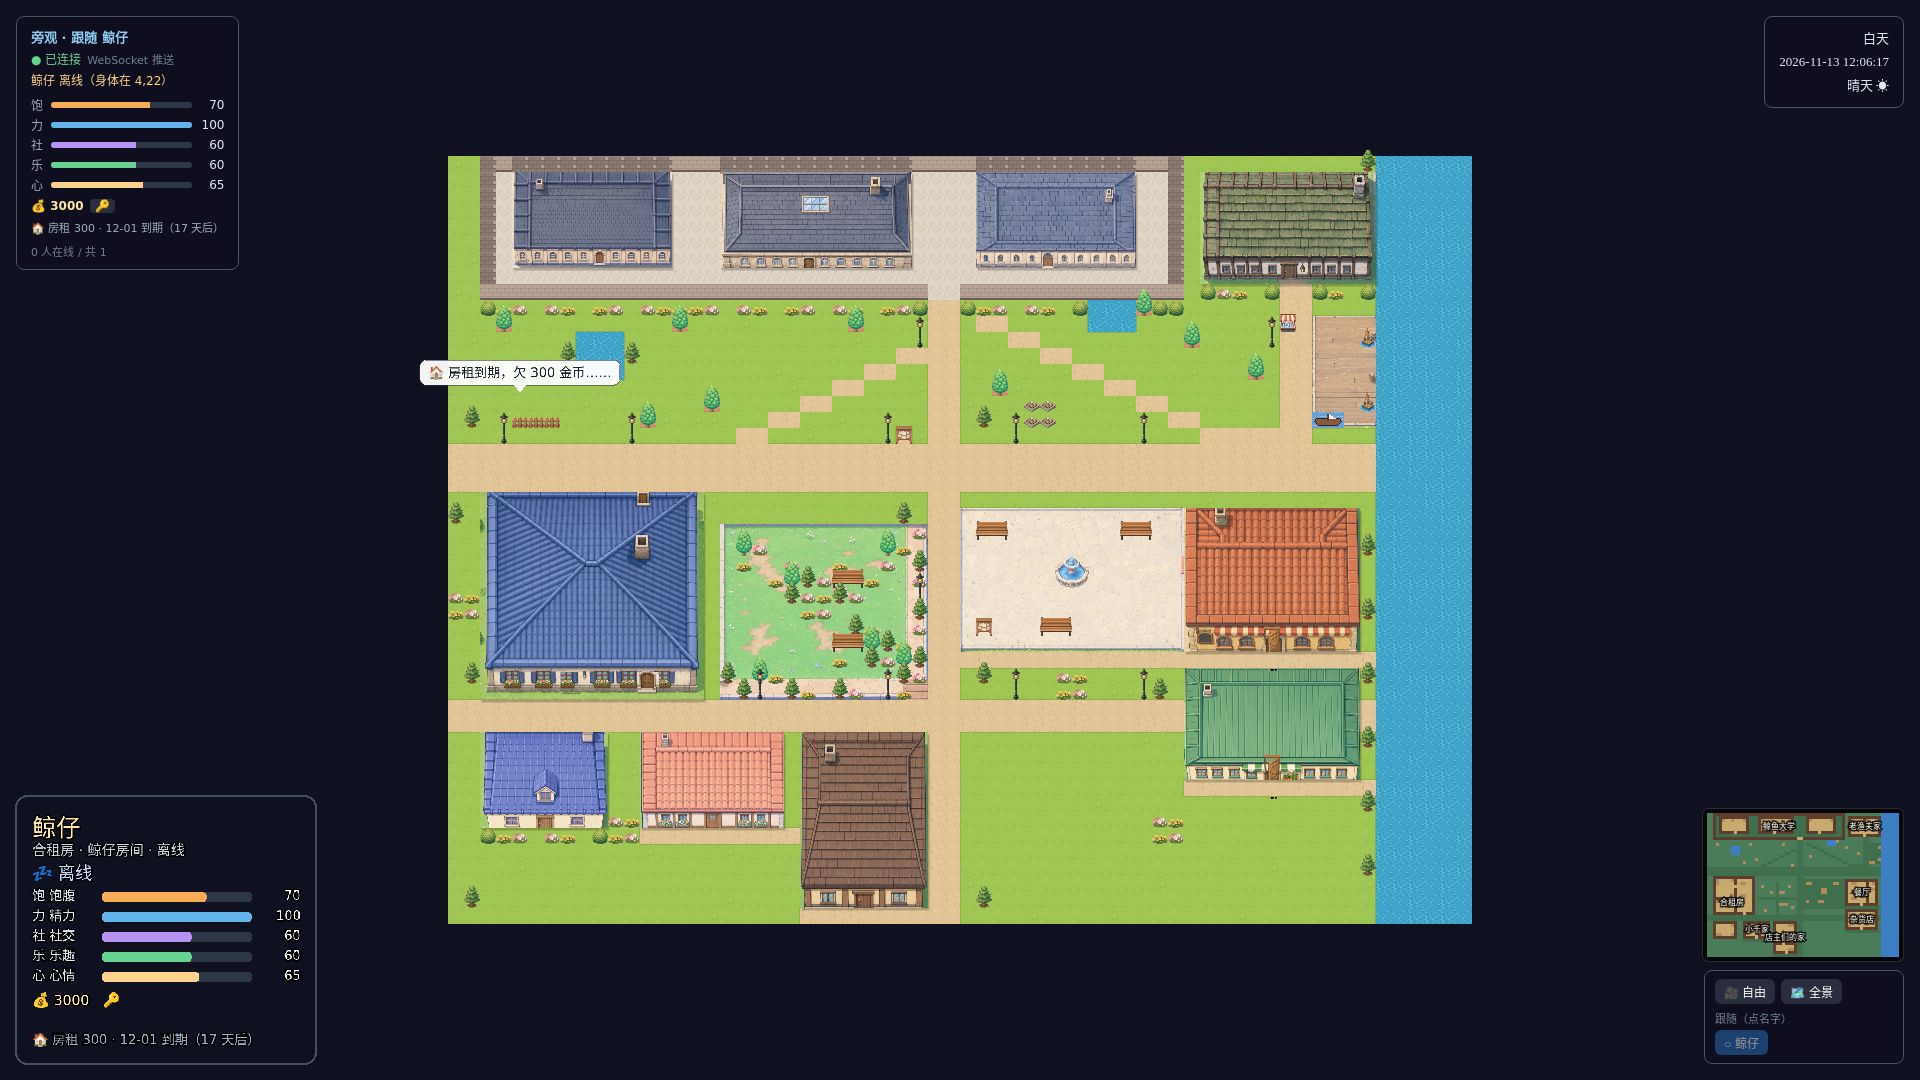 旁观 · 跟随 鲸仔
● 已连接 WebSocket 推送
鲸仔 离线（身体在 4,22）
饱 70
力 100
社 60
乐 60
心 65
💰 3000 🔑
🏠 房租 300 · 12-01 到期（17 天后）
0 人在线 / 共 1
白天
2026-11-13 12:06:17
晴天 ☀
🏠 房租到期，欠 300 金币……
鲸仔
合租房 · 鲸仔房间 · 离线
💤 离线
饱 饱腹 70
力 精力 100
社 社交 60
乐 乐趣 60
心 心情 65
💰 3000 🔑
🏠 房租 300 · 12-01 到期（17 天后）
鲸鱼大学
老渔夫家
合租房
餐厅
杂货店
小千家
店主们的家
🎥 自由
🗺️ 全景
跟随（点名字）
○ 鲸仔